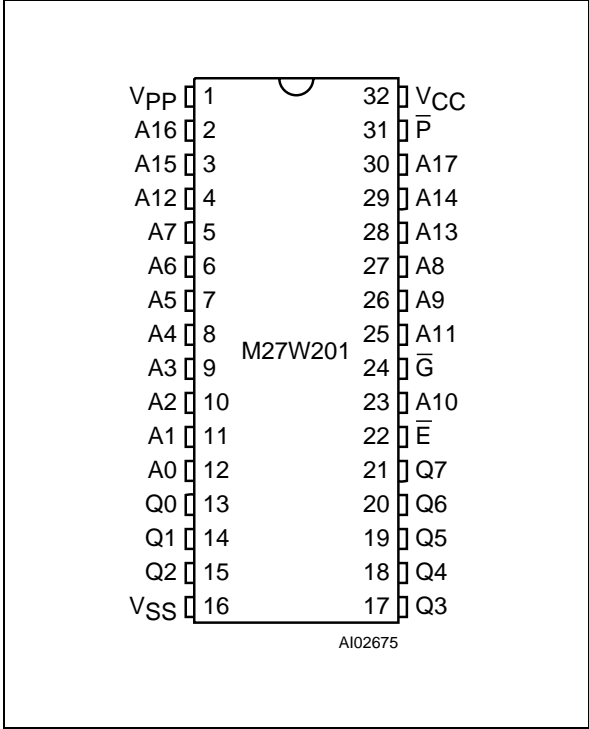 VPP 1 32 VCC
A16 2 31 P̅
A15 3 30 A17
A12 4 29 A14
A7 5 28 A13
A6 6 27 A8
A5 7 26 A9
A4 8 25 A11
M27W201
A3 9 24 G̅
A2 10 23 A10
A1 11 22 E̅
A0 12 21 Q7
Q0 13 20 Q6
Q1 14 19 Q5
Q2 15 18 Q4
VSS 16 17 Q3
AI02675